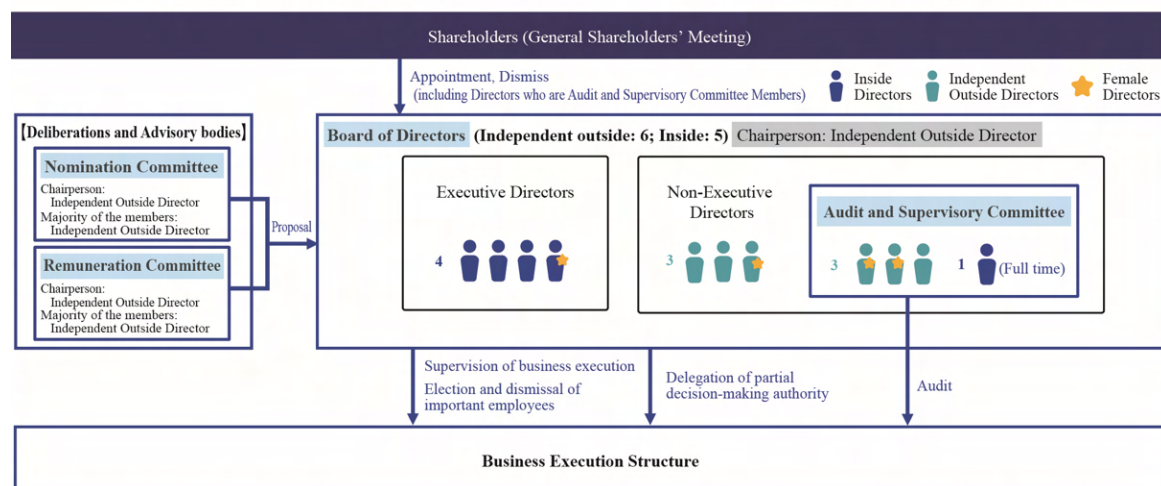 Shareholders (General Shareholders' Meeting)
Appointment, Dismiss
(including Directors who are Audit and Supervisory Committee Members)
Inside
Directors
Independent
Outside Directors
Female
Directors
【Deliberations and Advisory bodies】
Nomination Committee
Chairperson:
Independent Outside Director
Majority of the members:
Independent Outside Director
Remuneration Committee
Chairperson:
Independent Outside Director
Majority of the members:
Independent Outside Director
Proposal
Board of Directors (Independent outside: 6; Inside: 5) Chairperson: Independent Outside Director
Executive Directors
4
Non-Executive
Directors
3
Audit and Supervisory Committee
3
1
(Full time)
Supervision of business execution
Election and dismissal of
important employees
Delegation of partial
decision-making authority
Audit
Business Execution Structure